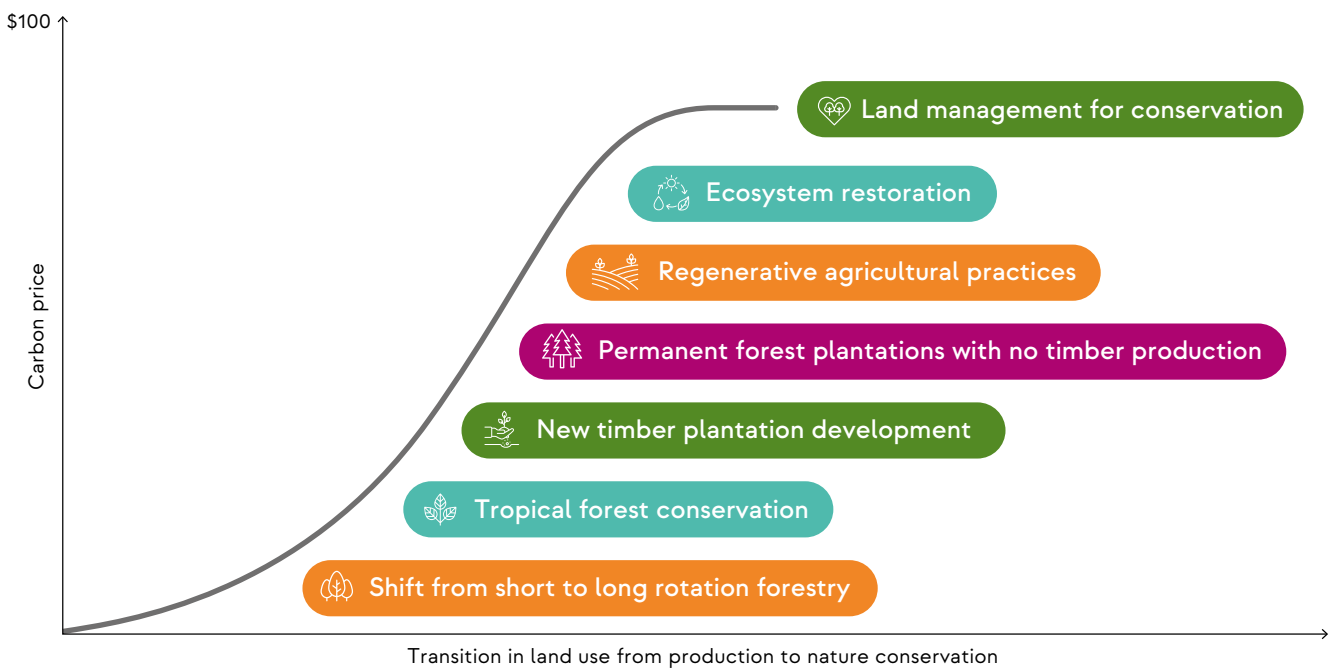 $100
Carbon price
Land management for conservation
Ecosystem restoration
Regenerative agricultural practices
Permanent forest plantations with no timber production
New timber plantation development
Tropical forest conservation
Shift from short to long rotation forestry
Transition in land use from production to nature conservation